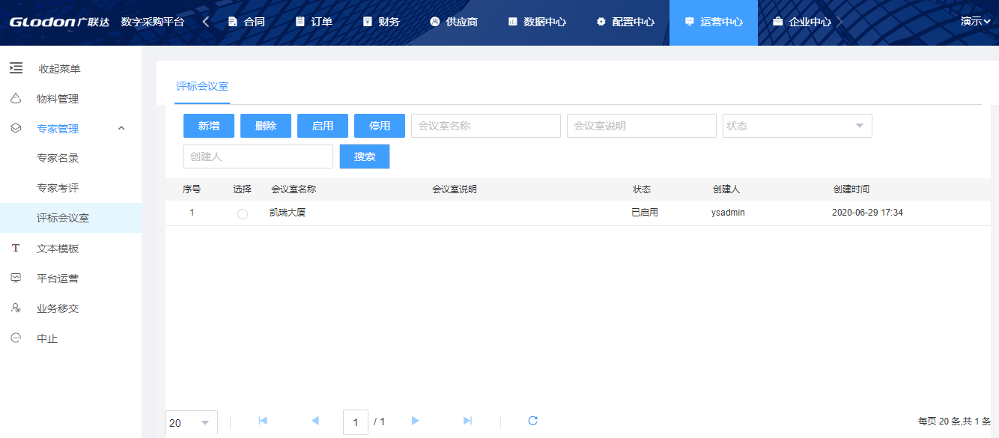 GLODON广联达 数字采购平台 合同 订单 财务 供应商 数据中心 配置中心 运营中心 企业中心 演示
收起菜单
物料管理
专家管理
专家名录
专家考评
评标会议室
文本模板
平台运营
业务移交
中止
评标会议室
新增 删除 启用 停用 会议室名称 会议室说明 状态
创建人 搜索
序号 选择 会议室名称 会议室说明 状态 创建人 创建时间
1 凯瑞大厦 已启用 ysadmin 2020-06-29 17:34
20 1 / 1 每页 20 条,共 1 条